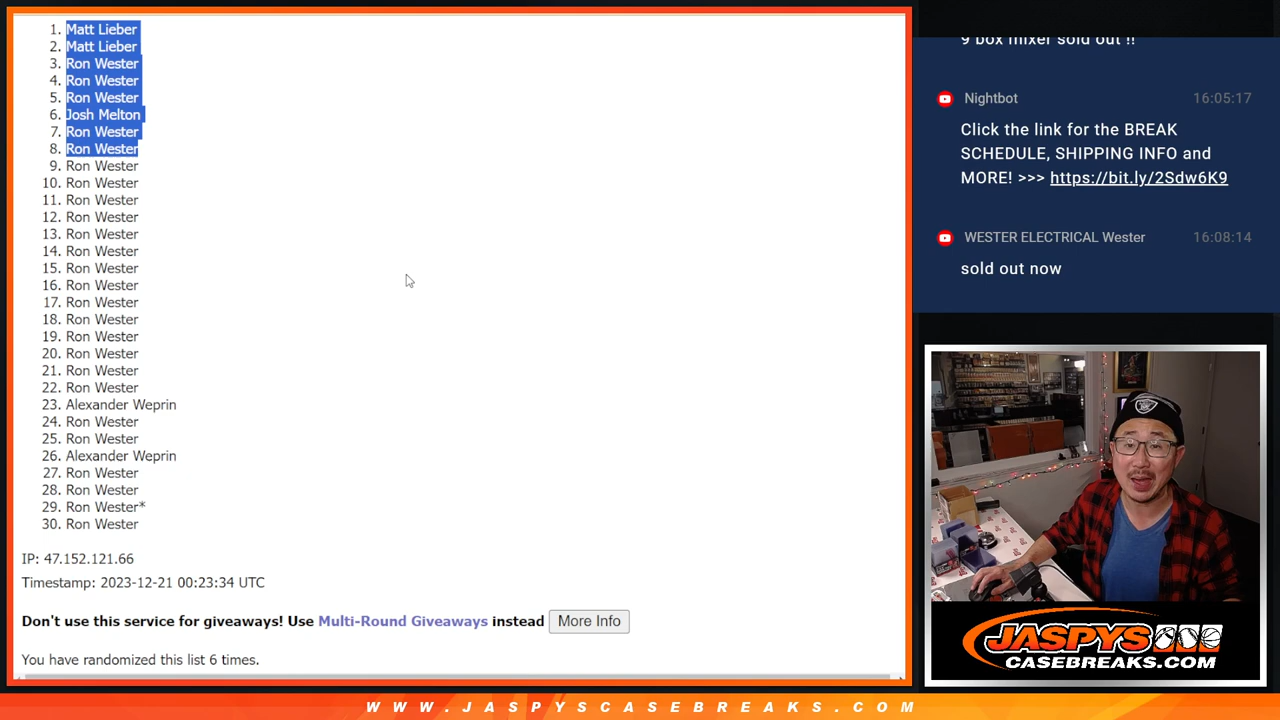 1. Matt Lieber
2. Matt Lieber
3. Ron Wester
4. Ron Wester
5. Ron Wester
6. Josh Melton
7. Ron Wester
8. Ron Wester
9. Ron Wester
10. Ron Wester
11. Ron Wester
12. Ron Wester
13. Ron Wester
14. Ron Wester
15. Ron Wester
16. Ron Wester
17. Ron Wester
18. Ron Wester
19. Ron Wester
20. Ron Wester
21. Ron Wester
22. Ron Wester
23. Alexander Weprin
24. Ron Wester
25. Ron Wester
26. Alexander Weprin
27. Ron Wester
28. Ron Wester
29. Ron Wester*
30. Ron Wester
IP: 47.152.121.66
Timestamp: 2023-12-21 00:23:34 UTC
Don't use this service for giveaways! Use Multi-Round Giveaways instead More Info
You have randomized this list 6 times.
9 box mixer sold out !!
Nightbot 16:05:17
Click the link for the BREAK
SCHEDULE, SHIPPING INFO and
MORE! >>> https://bit.ly/2Sdw6K9
WESTER ELECTRICAL Wester 16:08:14
sold out now
JASPYS
CASEBREAKS.COM
WWW.JASPYSCASEBREAKS.COM